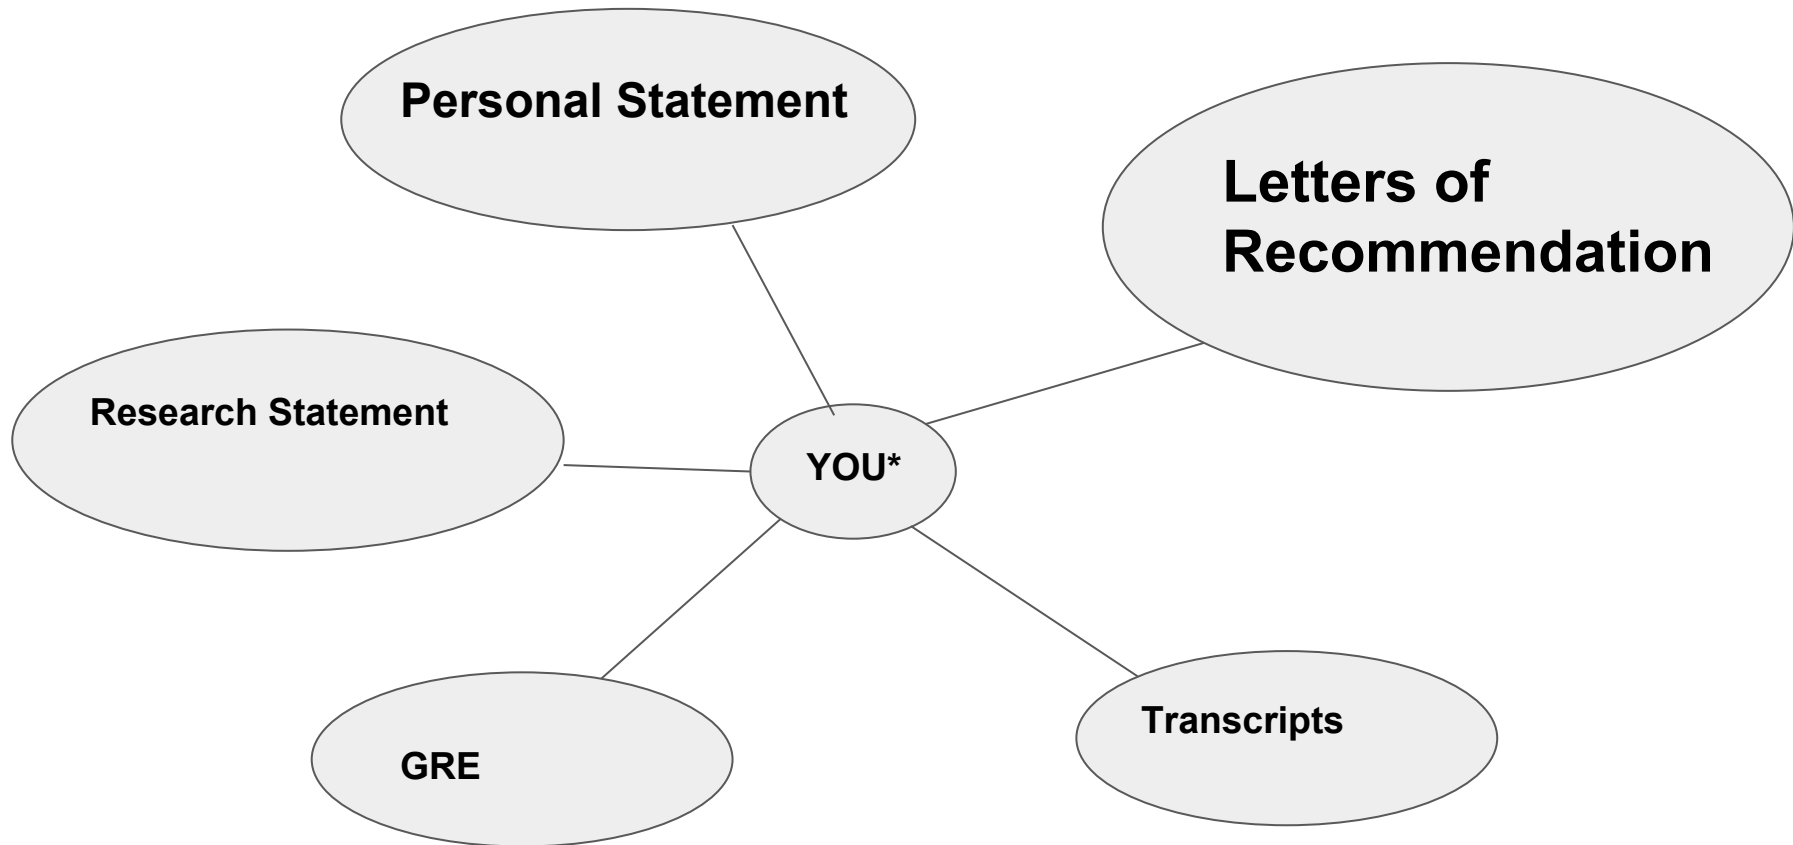 Personal Statement
Letters of
Recommendation
Research Statement
YOU*
Transcripts
GRE